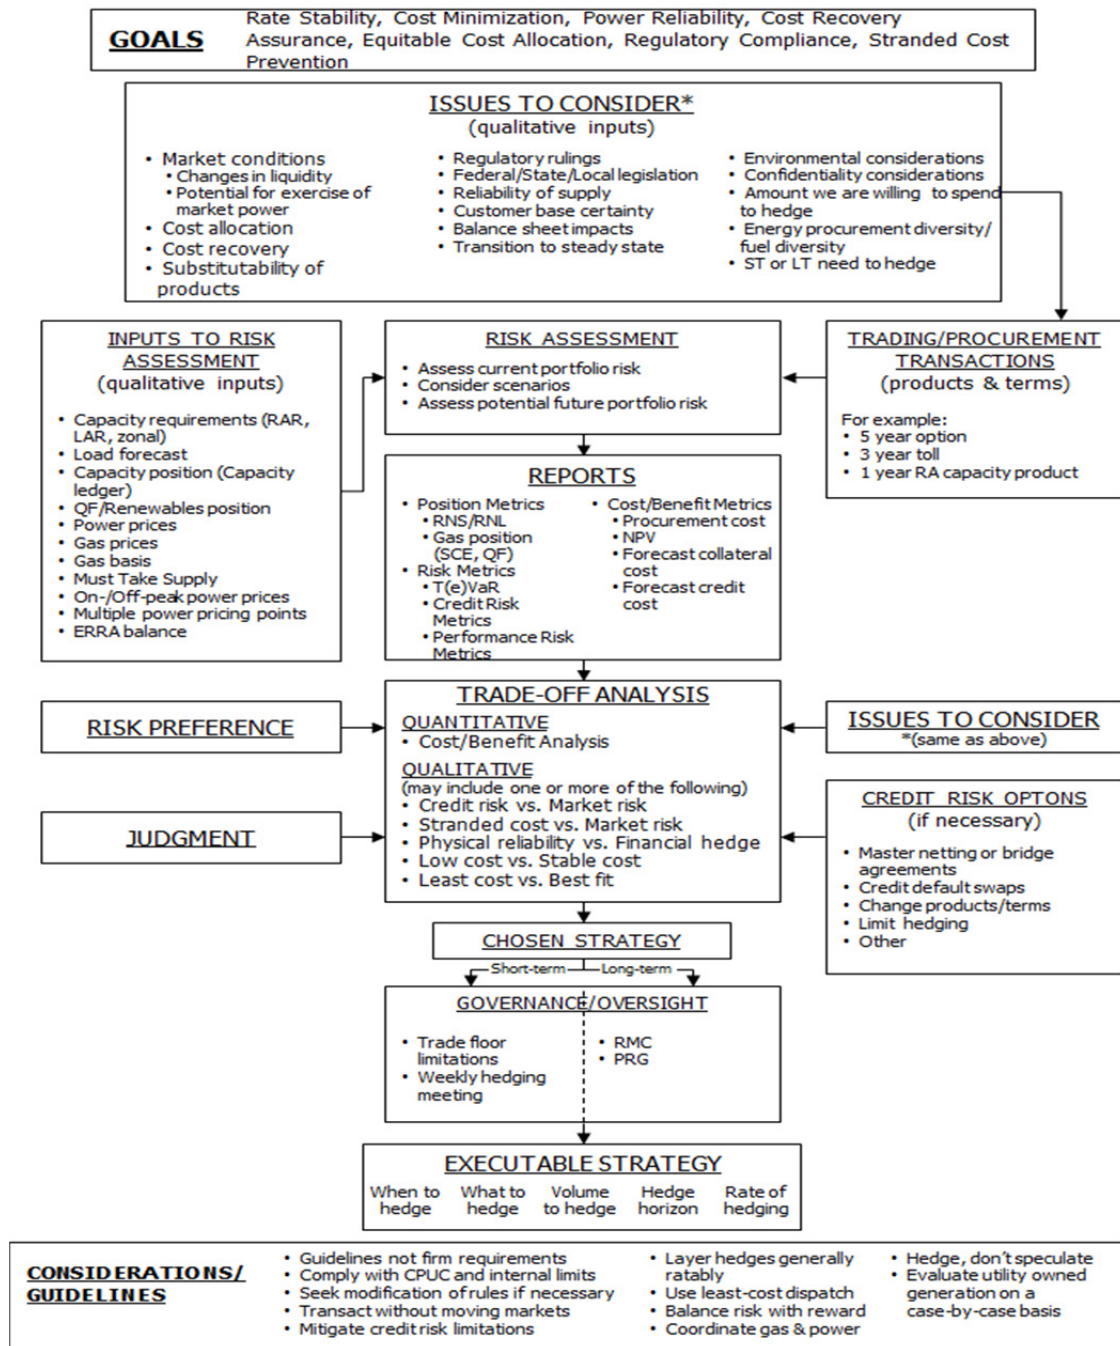 GOALS
Rate Stability, Cost Minimization, Power Reliability, Cost Recovery
Assurance, Equitable Cost Allocation, Regulatory Compliance, Stranded Cost
Prevention
ISSUES TO CONSIDER*
(qualitative inputs)
• Market conditions
• Changes in liquidity
• Potential for exercise of
market power
• Cost allocation
• Cost recovery
• Substitutability of
products
• Regulatory rulings
• Federal/State/Local legislation
• Reliability of supply
• Customer base certainty
• Balance sheet impacts
• Transition to steady state
• Environmental considerations
• Confidentiality considerations
• Amount we are willing to spend
to hedge
• Energy procurement diversity/
fuel diversity
• ST or LT need to hedge
INPUTS TO RISK
ASSESSMENT
(qualitative inputs)
• Capacity requirements (RAR,
LAR, zonal)
• Load forecast
• Capacity position (Capacity
ledger)
• QF/Renewables position
• Power prices
• Gas prices
• Gas basis
• Must Take Supply
• On-/Off-peak power prices
• Multiple power pricing points
• ERRA balance
RISK ASSESSMENT
• Assess current portfolio risk
• Consider scenarios
• Assess potential future portfolio risk
TRADING/PROCUREMENT
TRANSACTIONS
(products & terms)
For example:
• 5 year option
• 3 year toll
• 1 year RA capacity product
REPORTS
• Position Metrics
• RNS/RNL
• Gas position
(SCE, QF)
• Risk Metrics
• T(e)VaR
• Credit Risk
Metrics
• Performance Risk
Metrics
• Cost/Benefit Metrics
• Procurement cost
• NPV
• Forecast collateral
cost
• Forecast credit
cost
RISK PREFERENCE
JUDGMENT
TRADE-OFF ANALYSIS
QUANTITATIVE
• Cost/Benefit Analysis
QUALITATIVE
(may include one or more of the following)
• Credit risk vs. Market risk
• Stranded cost vs. Market risk
• Physical reliability vs. Financial hedge
• Low cost vs. Stable cost
• Least cost vs. Best fit
ISSUES TO CONSIDER
*(same as above)
CREDIT RISK OPTONS
(if necessary)
• Master netting or bridge
agreements
• Credit default swaps
• Change products/terms
• Limit hedging
• Other
CHOSEN STRATEGY
Short-term
Long-term
GOVERNANCE/OVERSIGHT
• Trade floor
limitations
• Weekly hedging
meeting
• RMC
• PRG
EXECUTABLE STRATEGY
When to
hedge
What to
hedge
Volume
to hedge
Hedge
horizon
Rate of
hedging
CONSIDERATIONS/
GUIDELINES
• Guidelines not firm requirements
• Comply with CPUC and internal limits
• Seek modification of rules if necessary
• Transact without moving markets
• Mitigate credit risk limitations
• Layer hedges generally
ratably
• Use least-cost dispatch
• Balance risk with reward
• Coordinate gas & power
• Hedge, don't speculate
• Evaluate utility owned
generation on a
case-by-case basis